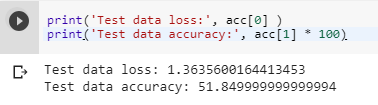 print('Test data loss:', acc[0] )
print('Test data accuracy:', acc[1] * 100)
Test data loss: 1.3635600164413453
Test data accuracy: 51.849999999999994